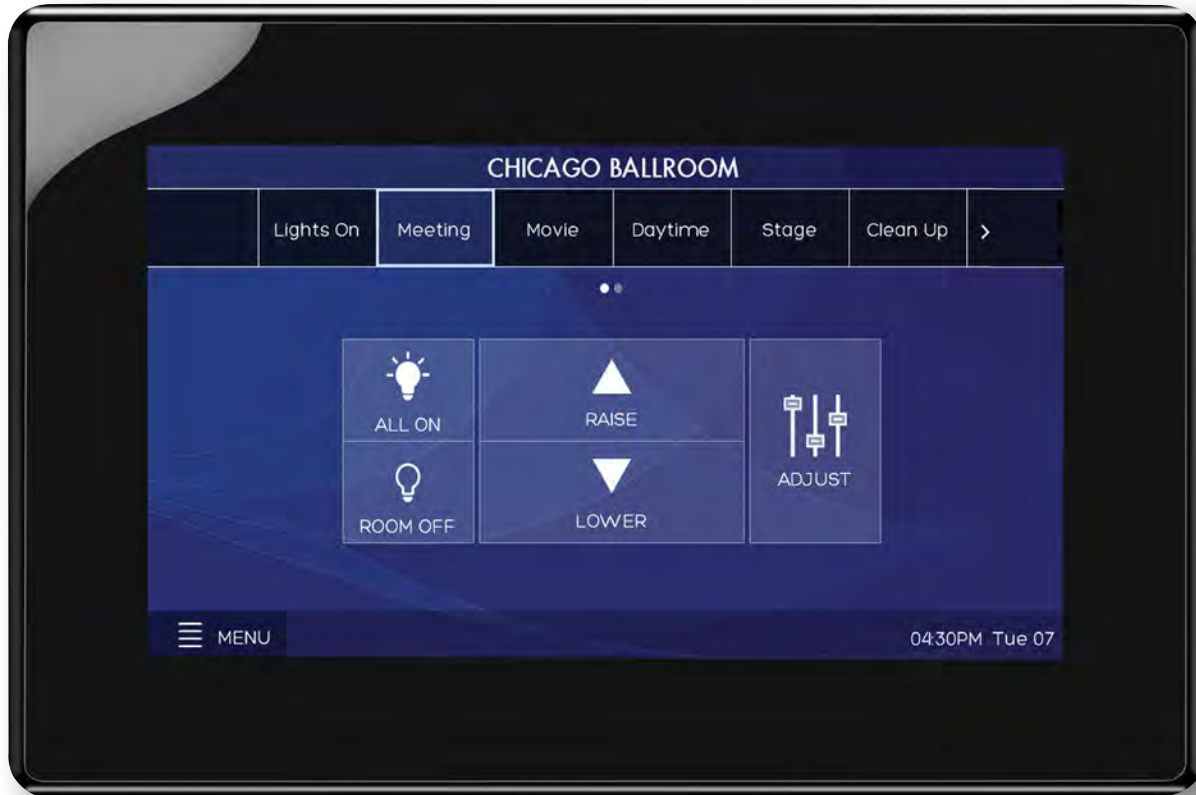 CHICAGO BALLROOM
Lights On Meeting Movie Daytime Stage Clean Up >
ALL ON
RAISE
ADJUST
ROOM OFF
LOWER
MENU
04:30PM Tue 07